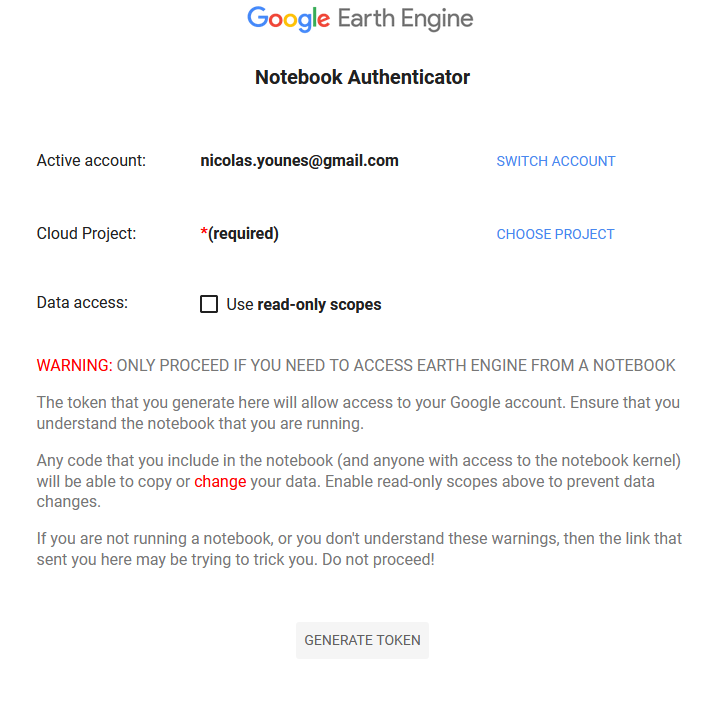 Google Earth Engine
Notebook Authenticator
Active account: nicolas.younes@gmail.com SWITCH ACCOUNT
Cloud Project: *(required) CHOOSE PROJECT
Data access: Use read-only scopes
WARNING: ONLY PROCEED IF YOU NEED TO ACCESS EARTH ENGINE FROM A NOTEBOOK
The token that you generate here will allow access to your Google account. Ensure that you
understand the notebook that you are running.
Any code that you include in the notebook (and anyone with access to the notebook kernel)
will be able to copy or change your data. Enable read-only scopes above to prevent data
changes.
If you are not running a notebook, or you don't understand these warnings, then the link that
sent you here may be trying to trick you. Do not proceed!
GENERATE TOKEN